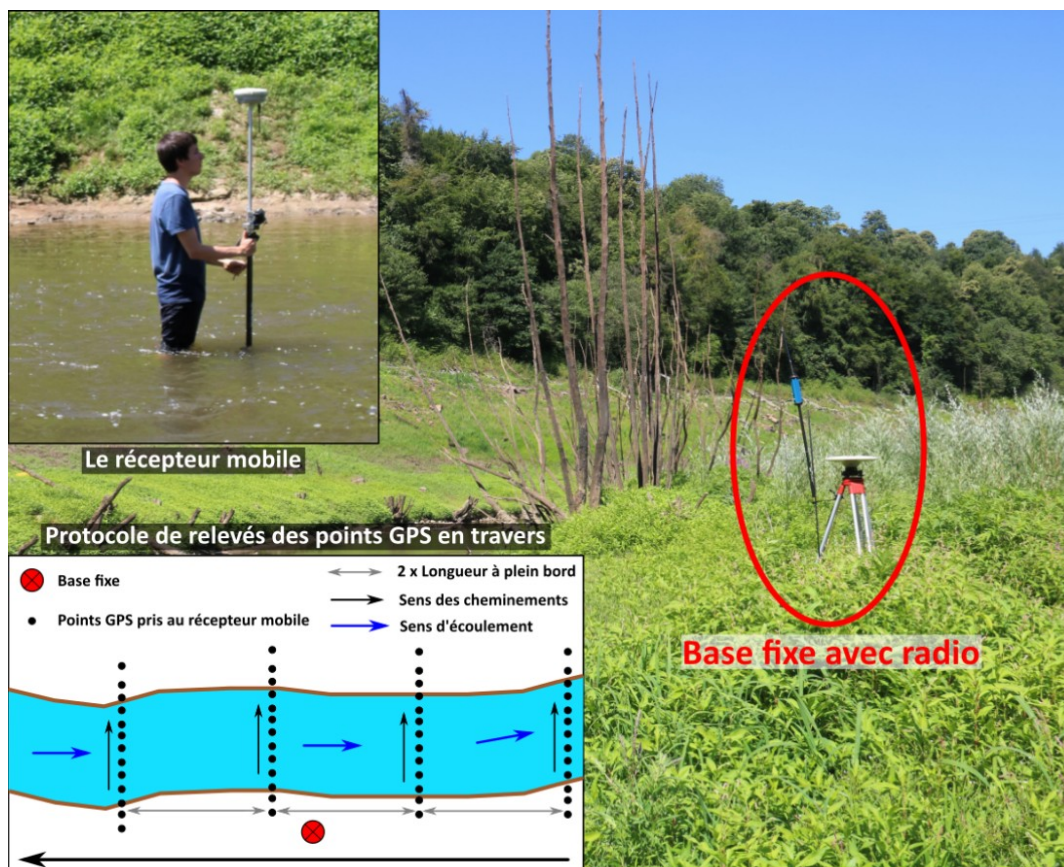 Le récepteur mobile
Base fixe avec radio
Protocole de relevés des points GPS en travers
Base fixe
Points GPS pris au récepteur mobile
2 x Longueur à plein bord
Sens des cheminements
Sens d'écoulement